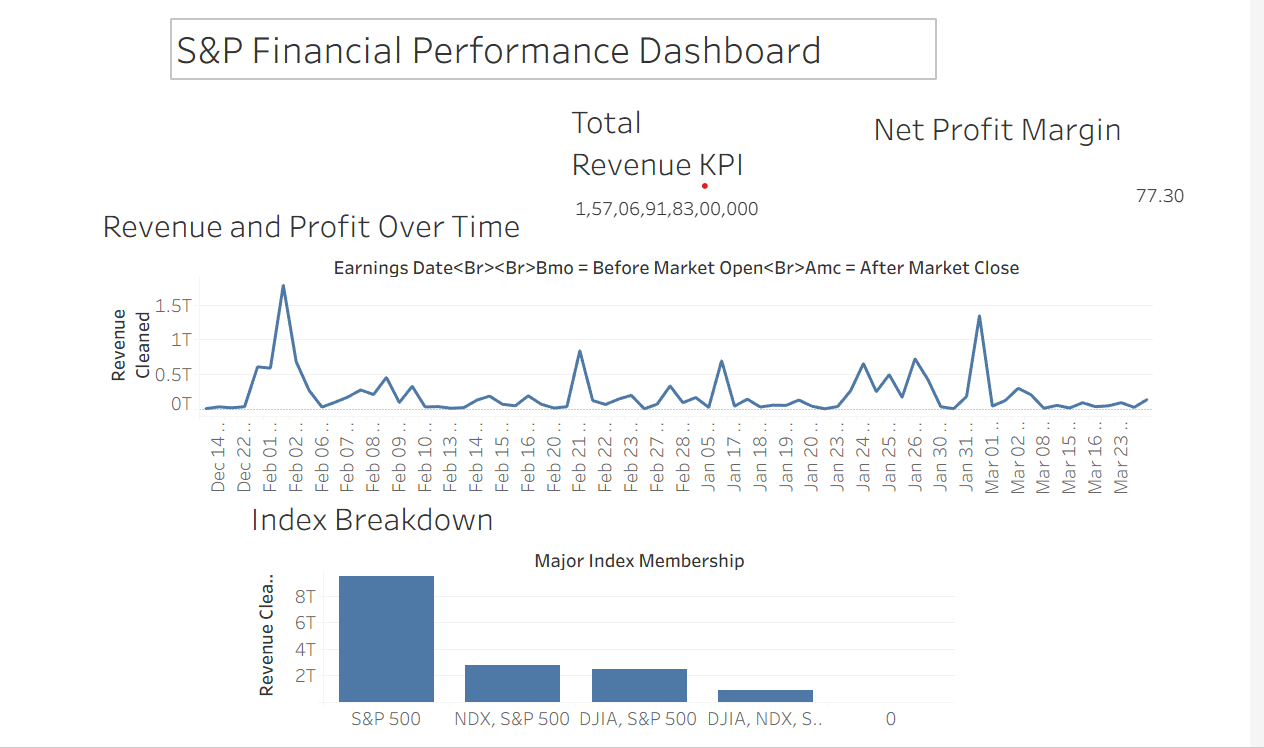 S&P Financial Performance Dashboard
Total
Revenue KPI
1,57,06,91,83,00,000
Net Profit Margin
77.30
Revenue and Profit Over Time
Earnings Date<Br><Br>Bmo = Before Market Open<Br>Amc = After Market Close
Revenue
Cleaned
1.5T
1T
0.5T
0T
Dec 14 ..
Dec 22 ..
Feb 01 ..
Feb 02 ..
Feb 06 ..
Feb 07 ..
Feb 08 ..
Feb 09 ..
Feb 10 ..
Feb 13 ..
Feb 14 ..
Feb 15 ..
Feb 16 ..
Feb 20 ..
Feb 21 ..
Feb 22 ..
Feb 23 ..
Feb 27 ..
Feb 28 ..
Jan 05 ..
Jan 17 ..
Jan 18 ..
Jan 19 ..
Jan 20 ..
Jan 23 ..
Jan 24 ..
Jan 25 ..
Jan 26 ..
Jan 30 ..
Jan 31 ..
Mar 01 ..
Mar 02 ..
Mar 08 ..
Mar 15 ..
Mar 16 ..
Mar 23 ..
Index Breakdown
Major Index Membership
Revenue Clea..
8T
6T
4T
2T
S&P 500
NDX, S&P 500
DJIA, S&P 500
DJIA, NDX, S..
0